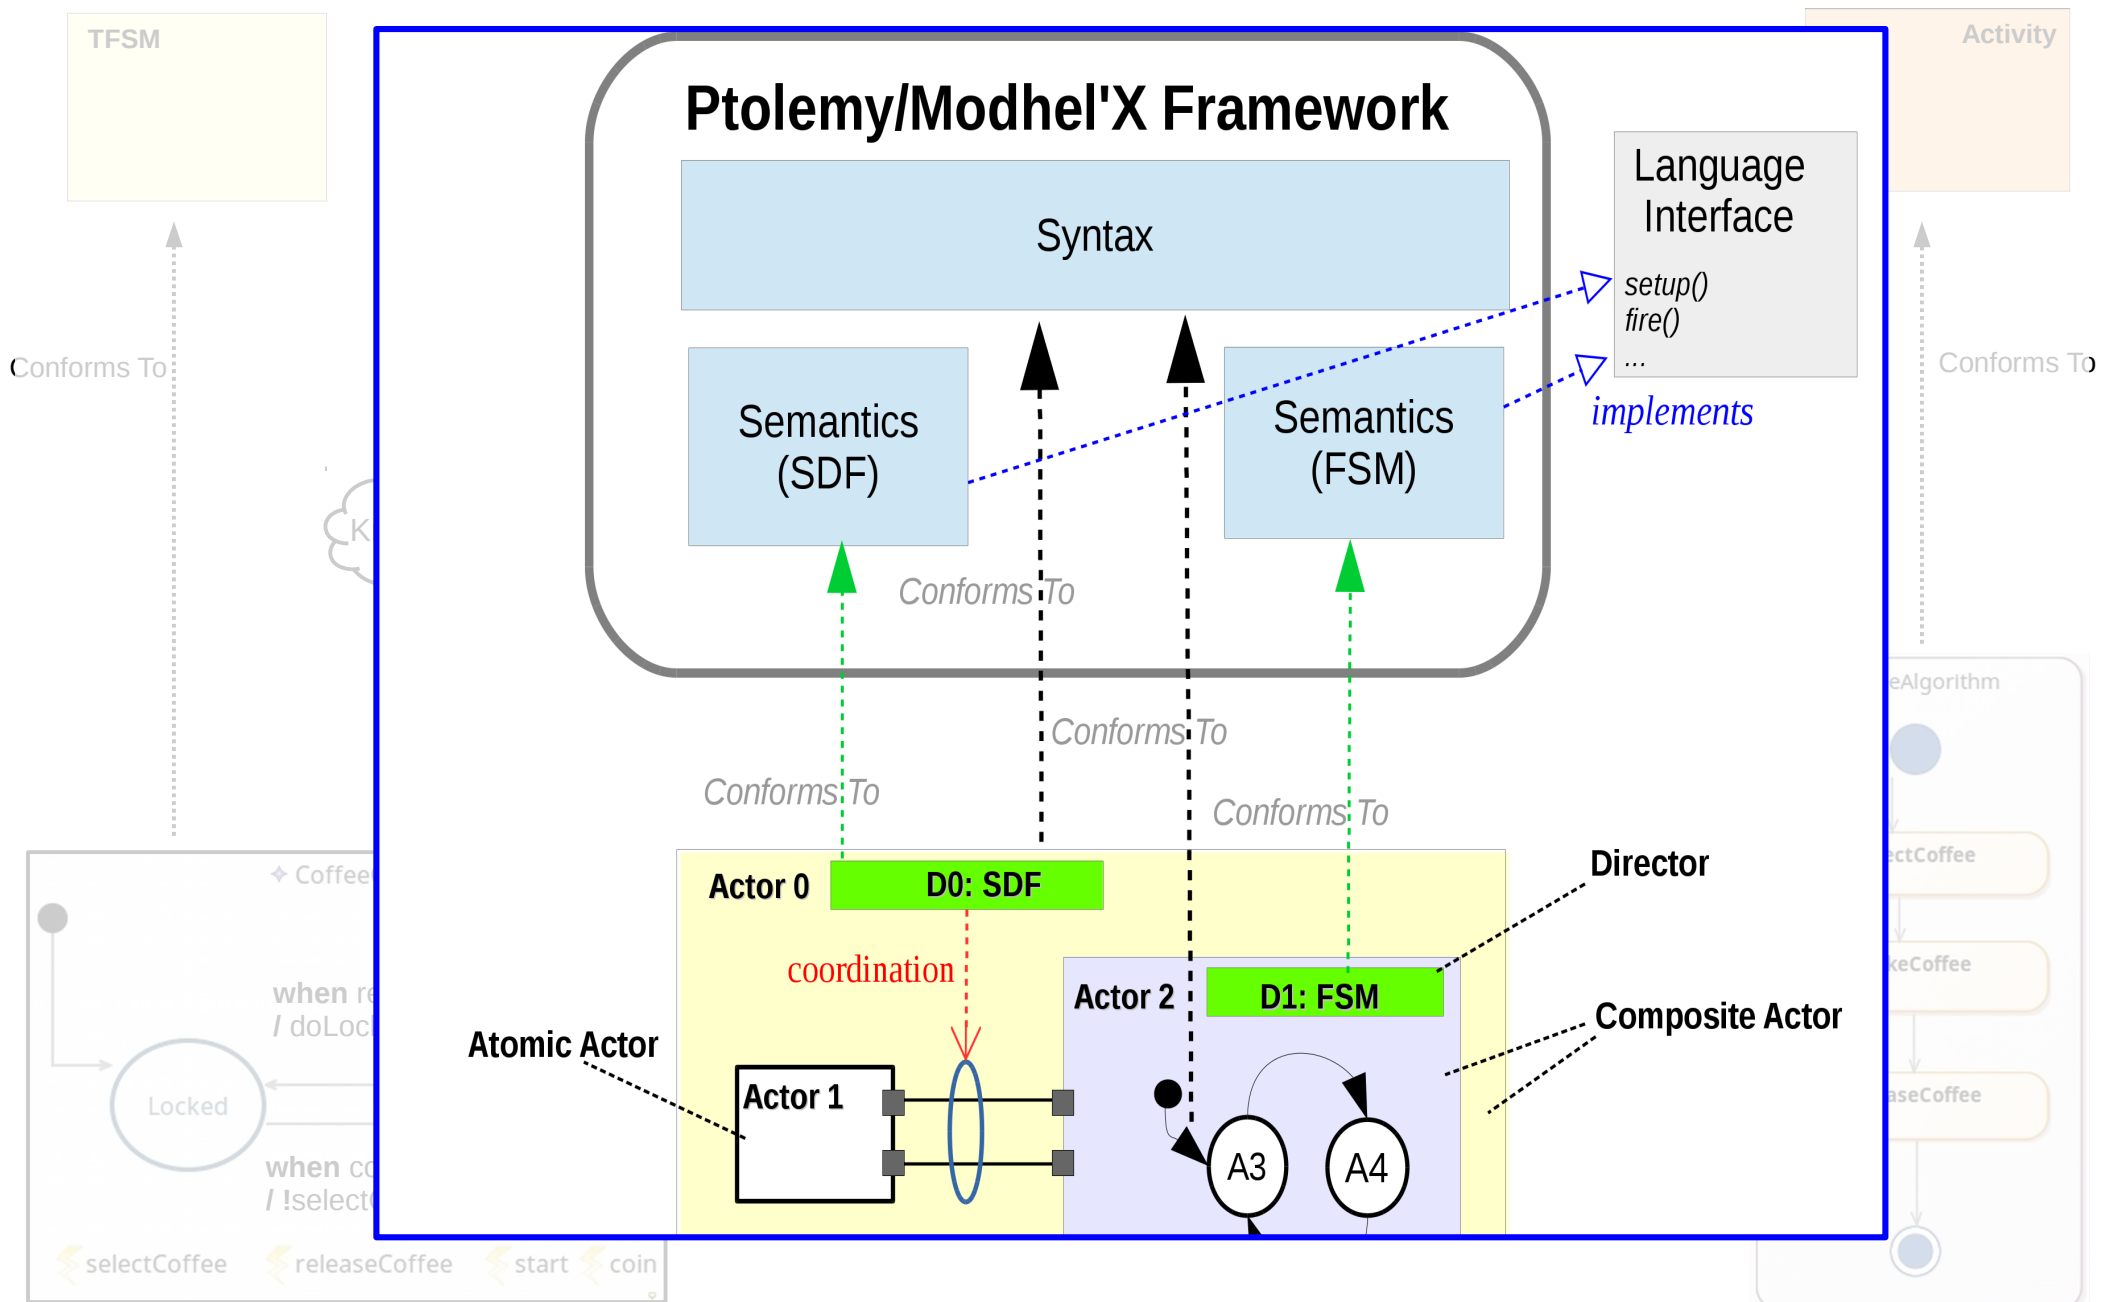 TFSM
Activity
Ptolemy/Modhel'X Framework
Syntax
Language
Interface
setup()
fire()
...
implements
Semantics
(SDF)
Semantics
(FSM)
Conforms To
Conforms To
K
Conforms To
Conforms To
Conforms To
Conforms To
eAlgorithm
Actor 0
D0: SDF
Director
ectCoffee
Coffee
coordination
Actor 2
D1: FSM
keCoffee
when re
/ doLoc
Composite Actor
Atomic Actor
Actor 1
Locked
A3
A4
aseCoffee
when co
/ !select
selectCoffee
releaseCoffee
start
coin